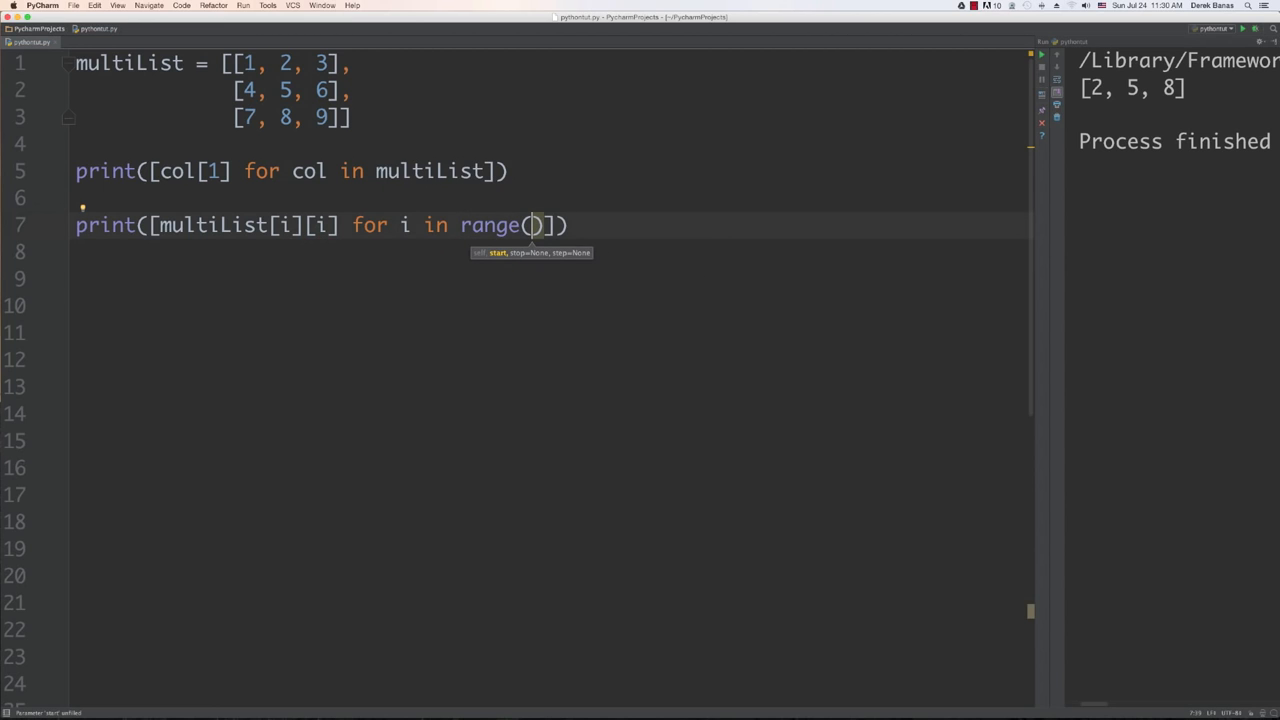 PyCharm File Edit View Navigate Code Refactor Run Tools VCS Window Help
10 Sun Jul 24 11:30 AM Derek Banas
pythontut.py - PycharmProjects - [~/PycharmProjects]
PycharmProjects pythontut.py
pythontut
pythontut.py
Run pythontut
1 multiList = [[1, 2, 3],
2 [4, 5, 6],
3 [7, 8, 9]]
4
5 print([col[1] for col in multiList])
6
7 print([multiList[i][i] for i in range()])
self, start, stop=None, step=None
8
9
10
11
12
13
14
15
16
17
18
19
20
21
22
23
24
/Library/Framewor
[2, 5, 8]
Process finished
Parameter 'start' unfilled
7:39 LF÷ UTF-8÷